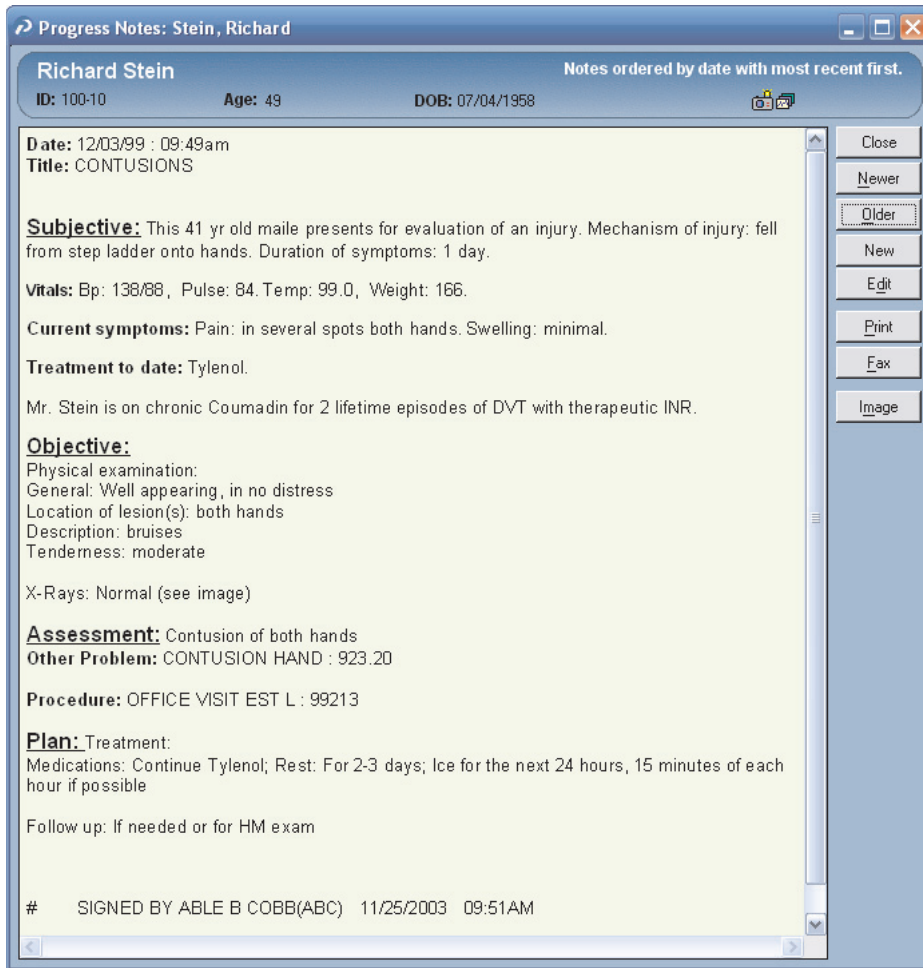 Progress Notes: Stein, Richard
Richard Stein
Notes ordered by date with most recent first.
ID: 100-10 Age: 49 DOB: 07/04/1958
Date: 12/03/99 : 09:49am
Title: CONTUSIONS
Subjective: This 41 yr old maile presents for evaluation of an injury. Mechanism of injury: fell
from step ladder onto hands. Duration of symptoms: 1 day.
Vitals: Bp: 138/88, Pulse: 84. Temp: 99.0, Weight: 166.
Current symptoms: Pain: in several spots both hands. Swelling: minimal.
Treatment to date: Tylenol.
Mr. Stein is on chronic Coumadin for 2 lifetime episodes of DVT with therapeutic INR.
Objective:
Physical examination:
General: Well appearing, in no distress
Location of lesion(s): both hands
Description: bruises
Tenderness: moderate
X-Rays: Normal (see image)
Assessment: Contusion of both hands
Other Problem: CONTUSION HAND : 923.20
Procedure: OFFICE VISIT EST L : 99213
Plan: Treatment:
Medications: Continue Tylenol; Rest: For 2-3 days; Ice for the next 24 hours, 15 minutes of each
hour if possible
Follow up: If needed or for HM exam
# SIGNED BY ABLE B COBB(ABC) 11/25/2003 09:51AM
Close
Newer
Older
New
Edit
Print
Fax
Image